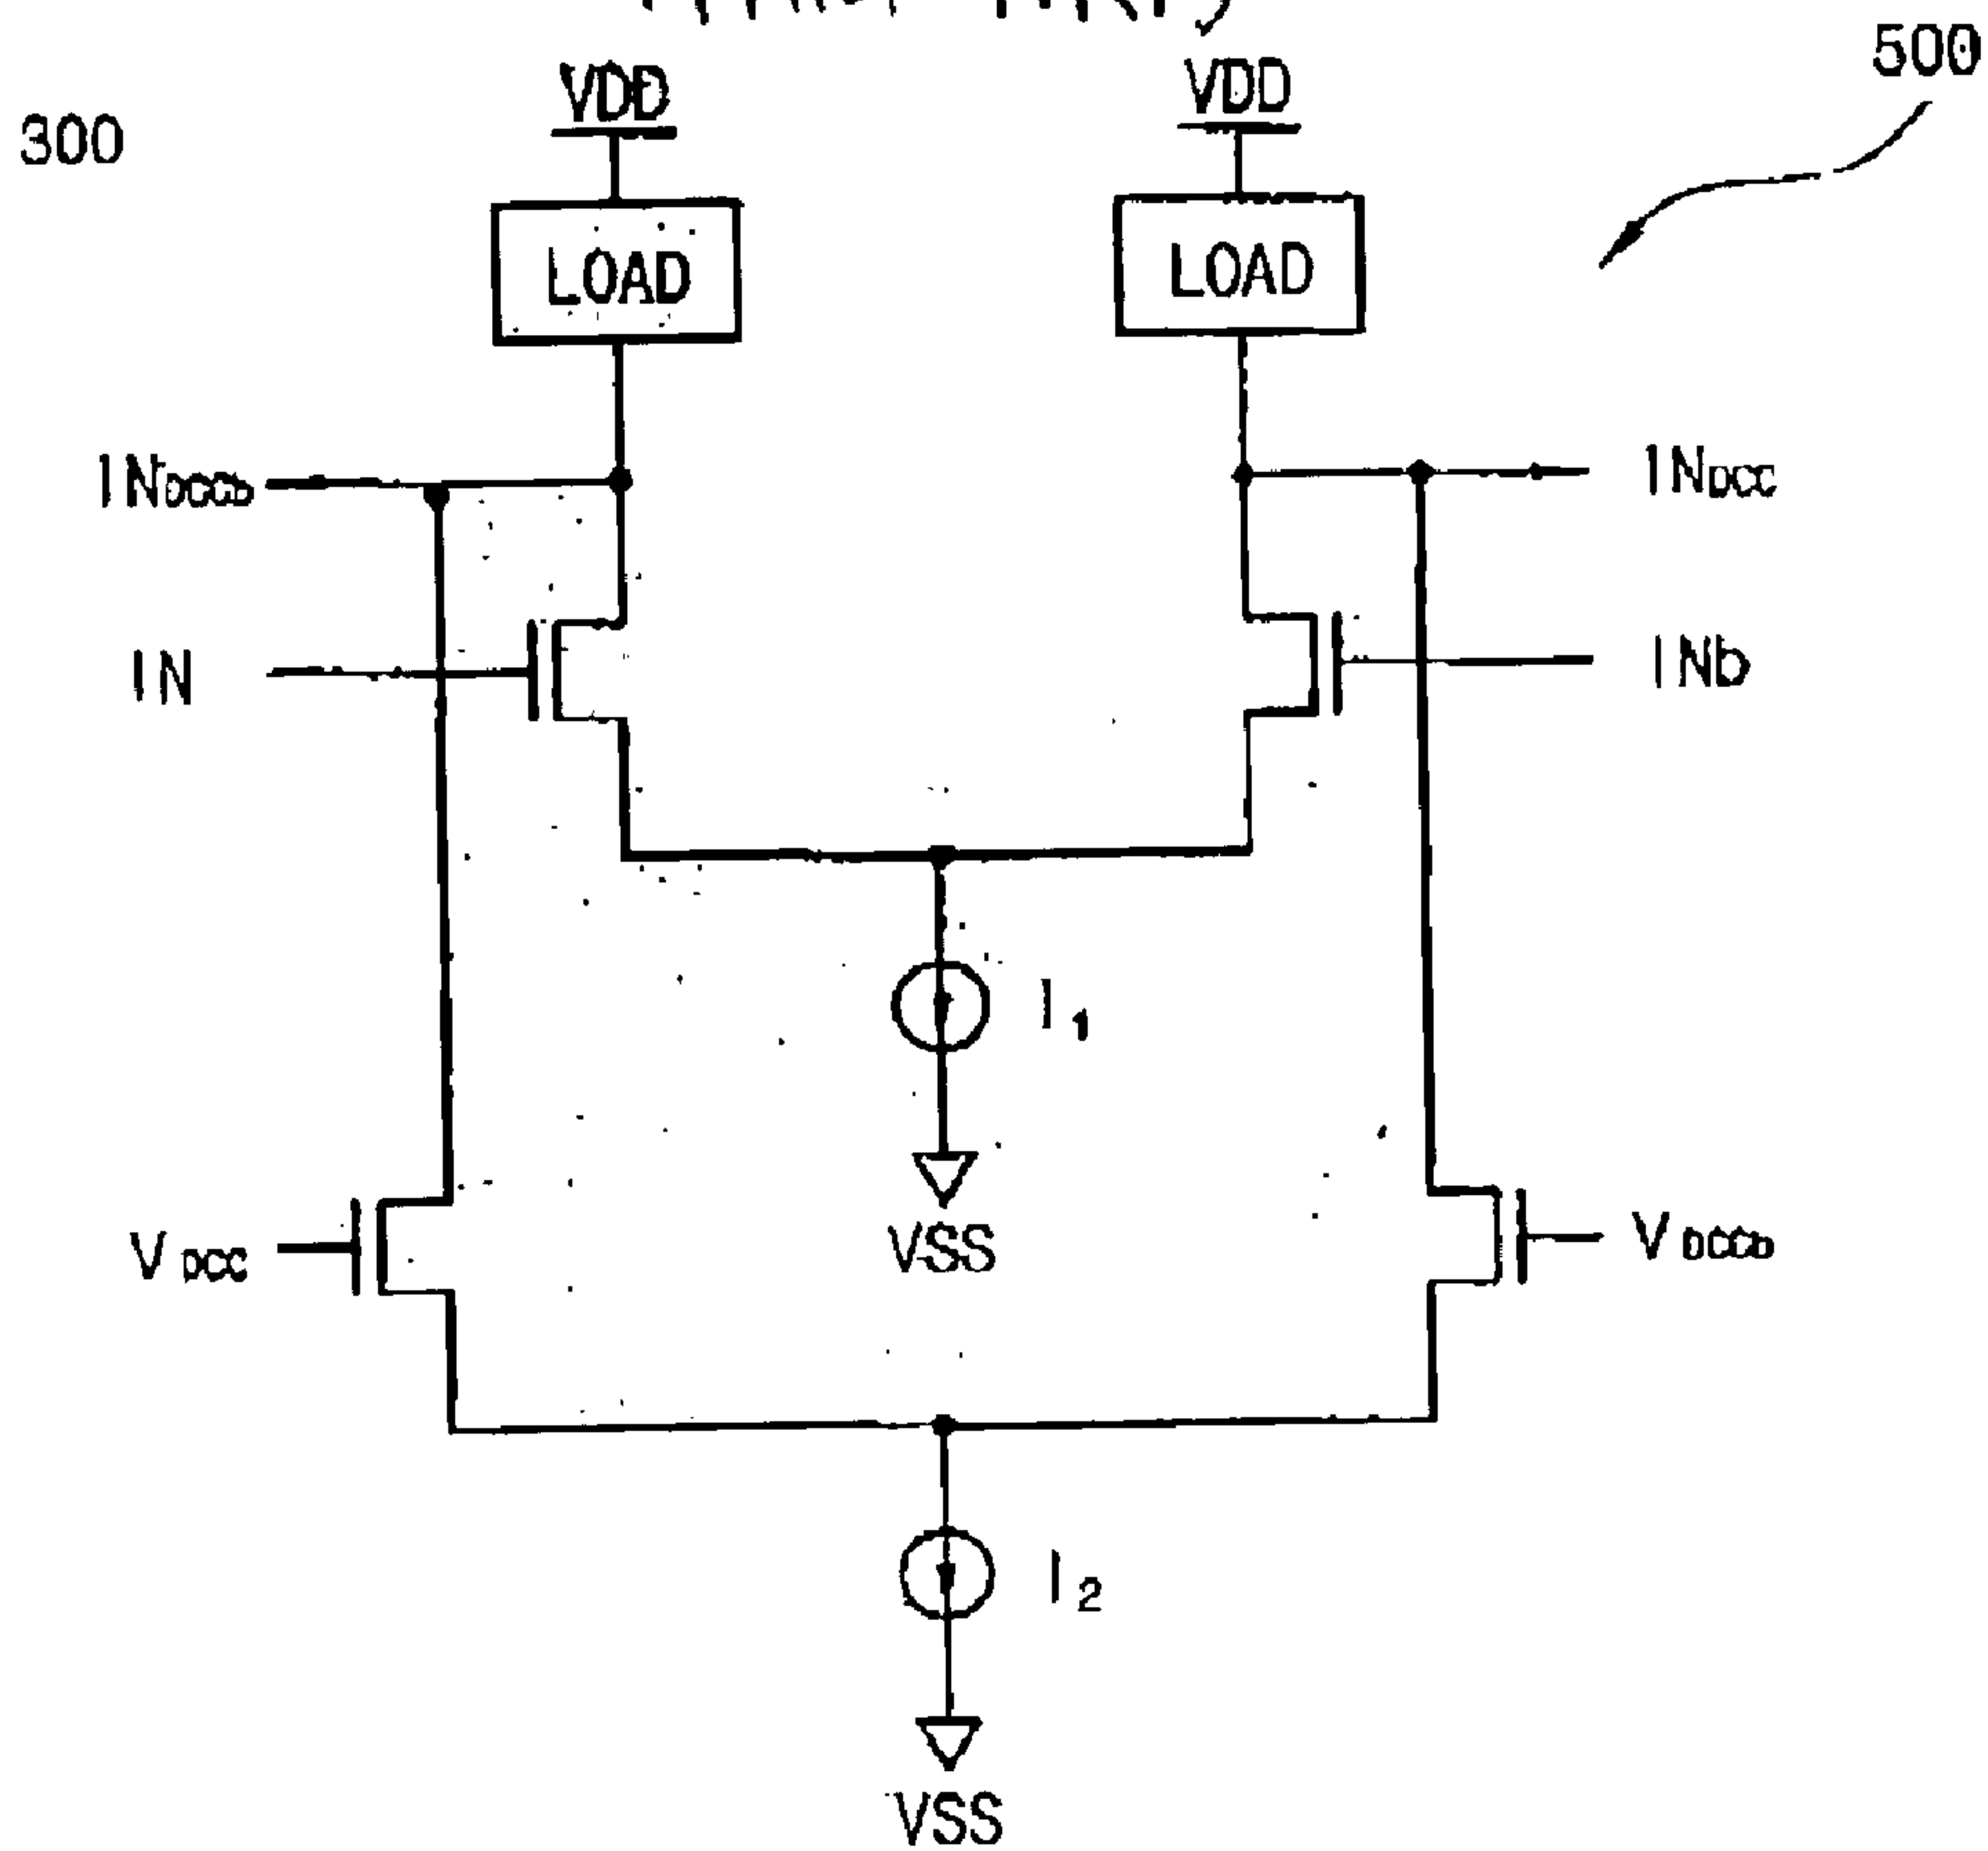 VDD
VDD
500
300
LOAD
LOAD
INDCCb
INDCC
IN
INb
I1
VSS
VDCC
VDCCb
I2
VSS